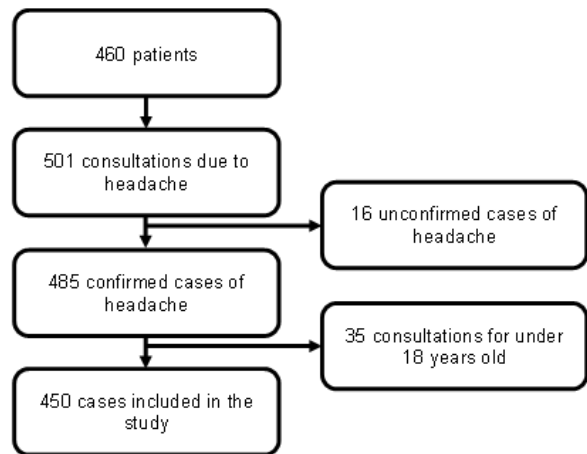 460 patients
501 consultations due to
headache
16 unconfirmed cases of
headache
485 confirmed cases of
headache
35 consultations for under
18 years old
450 cases included in the
study